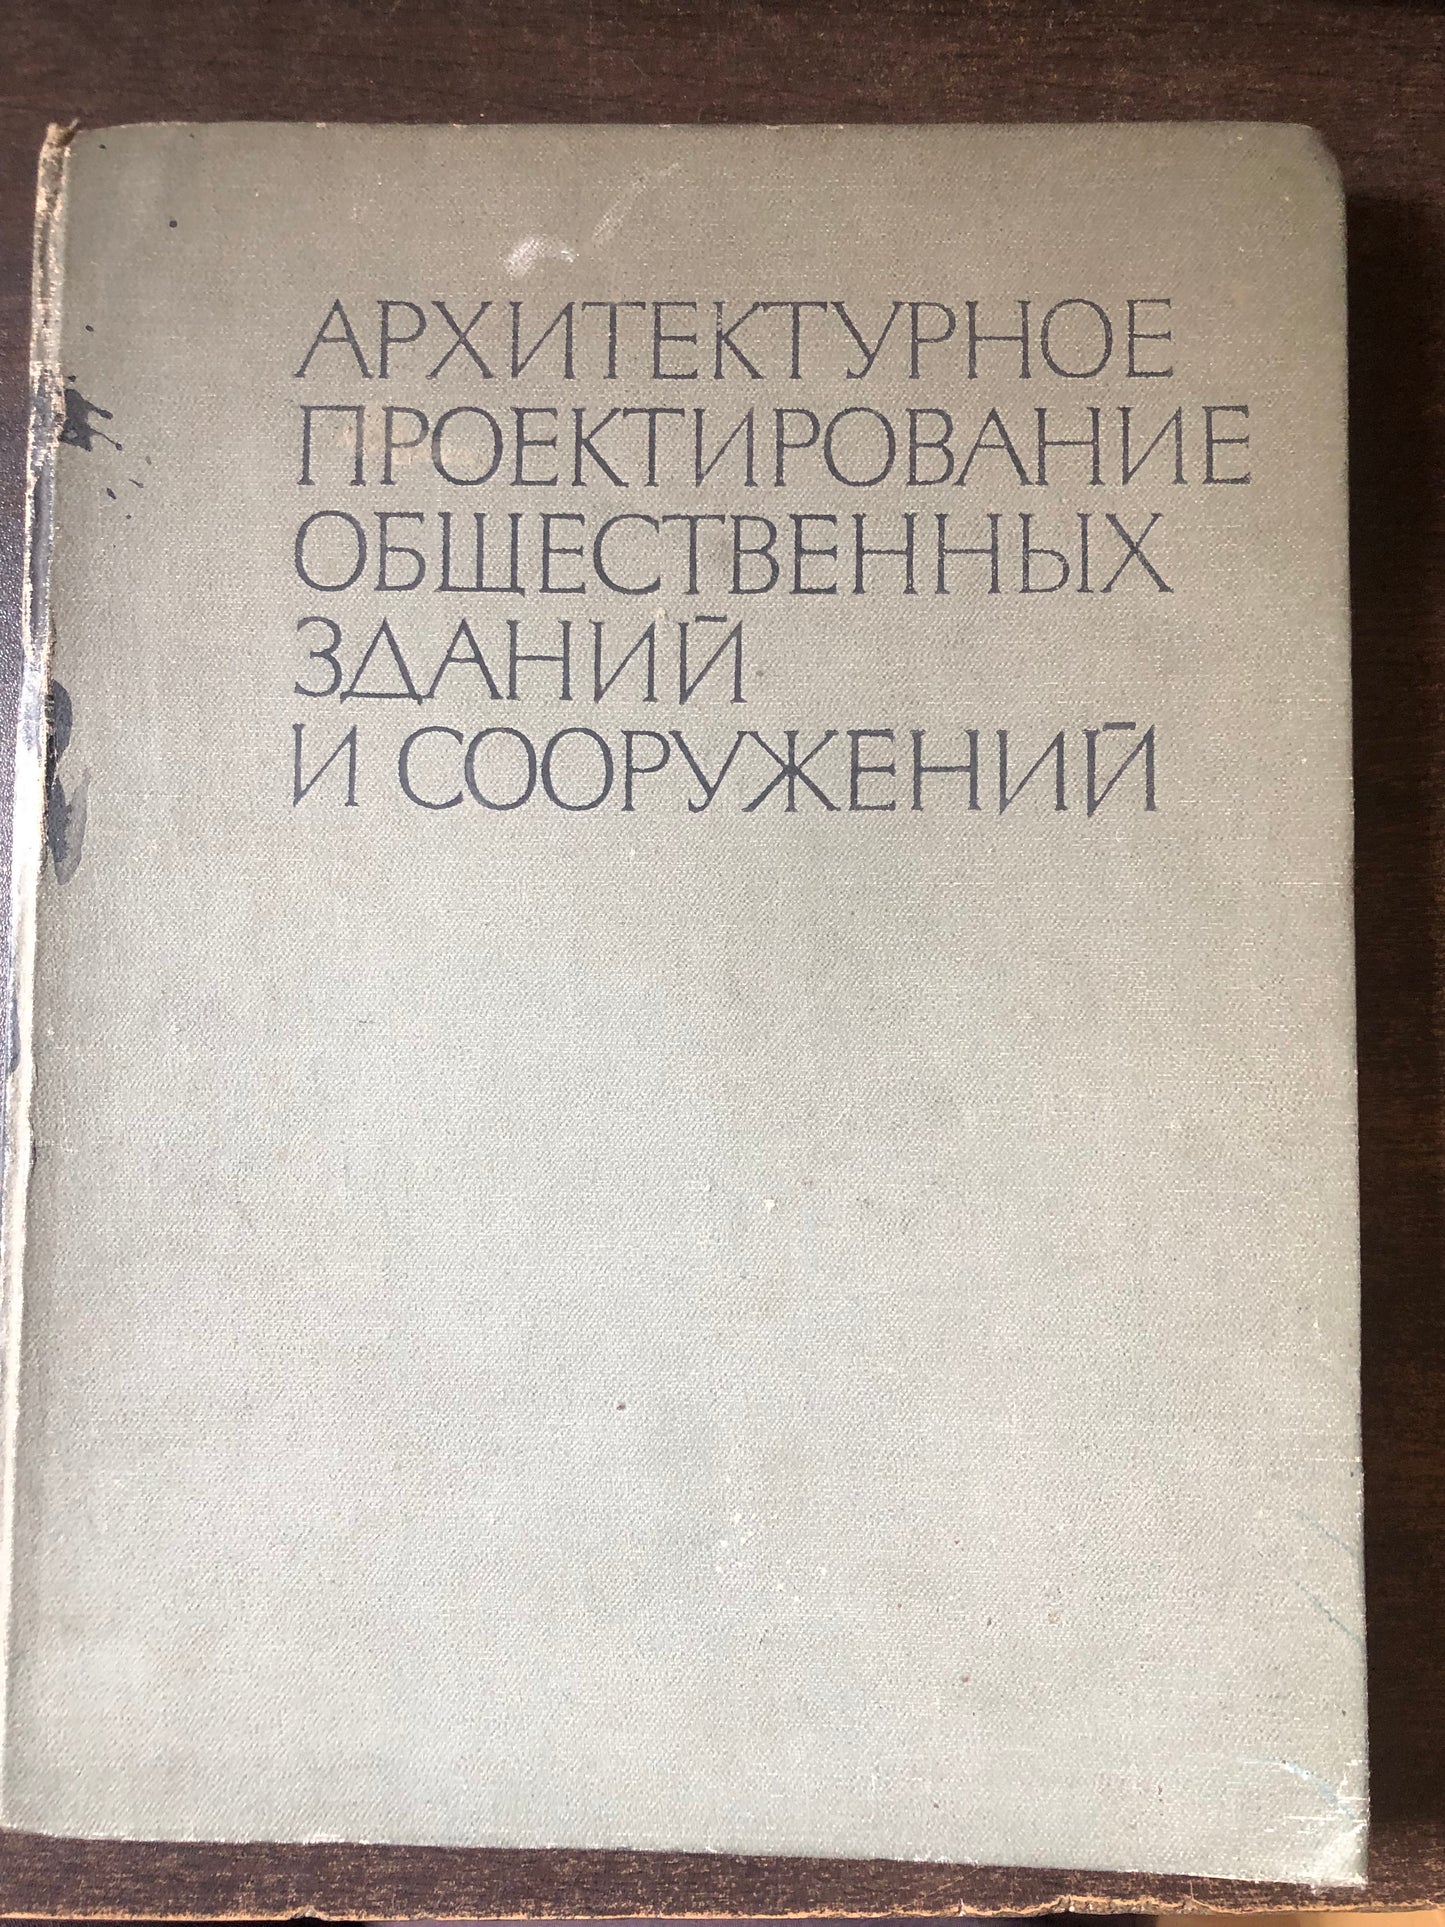 АРХИТЕКТУРНОЕ
ПРОЕКТИРОВАНИЕ
ОБЩЕСТВЕННЫХ
ЗДАНИЙ
И СООРУЖЕНИЙ